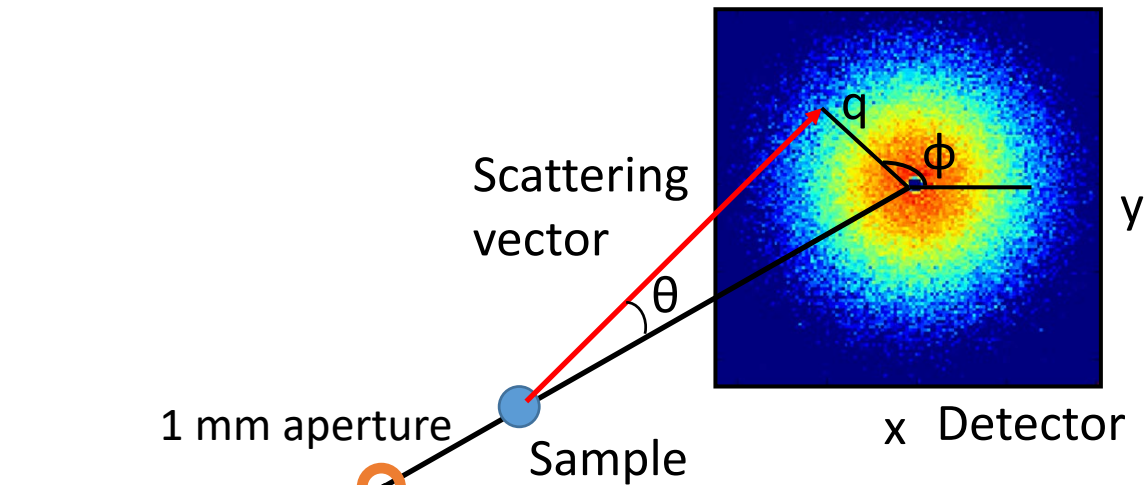 q
ϕ
Scattering
vector
y
θ
1 mm aperture
x
Detector
Sample